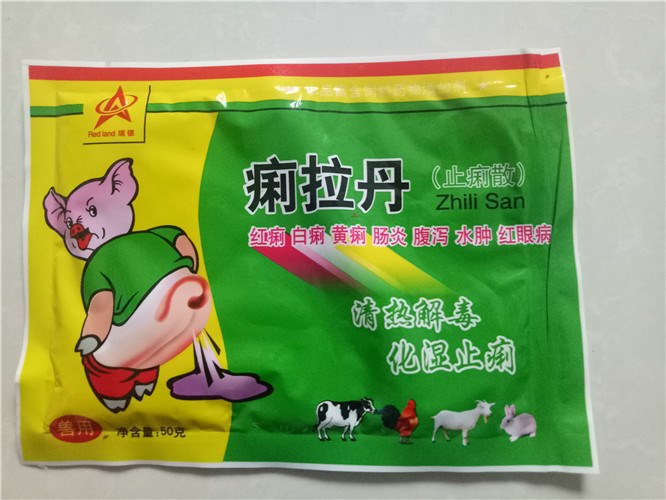 Red land 瑞德
痢拉丹
(止痢散)
Zhili San
红痢 白痢 黄痢 肠炎 腹泻 水肿 红眼病
清热解毒
化湿止痢
兽用
净含量:50克